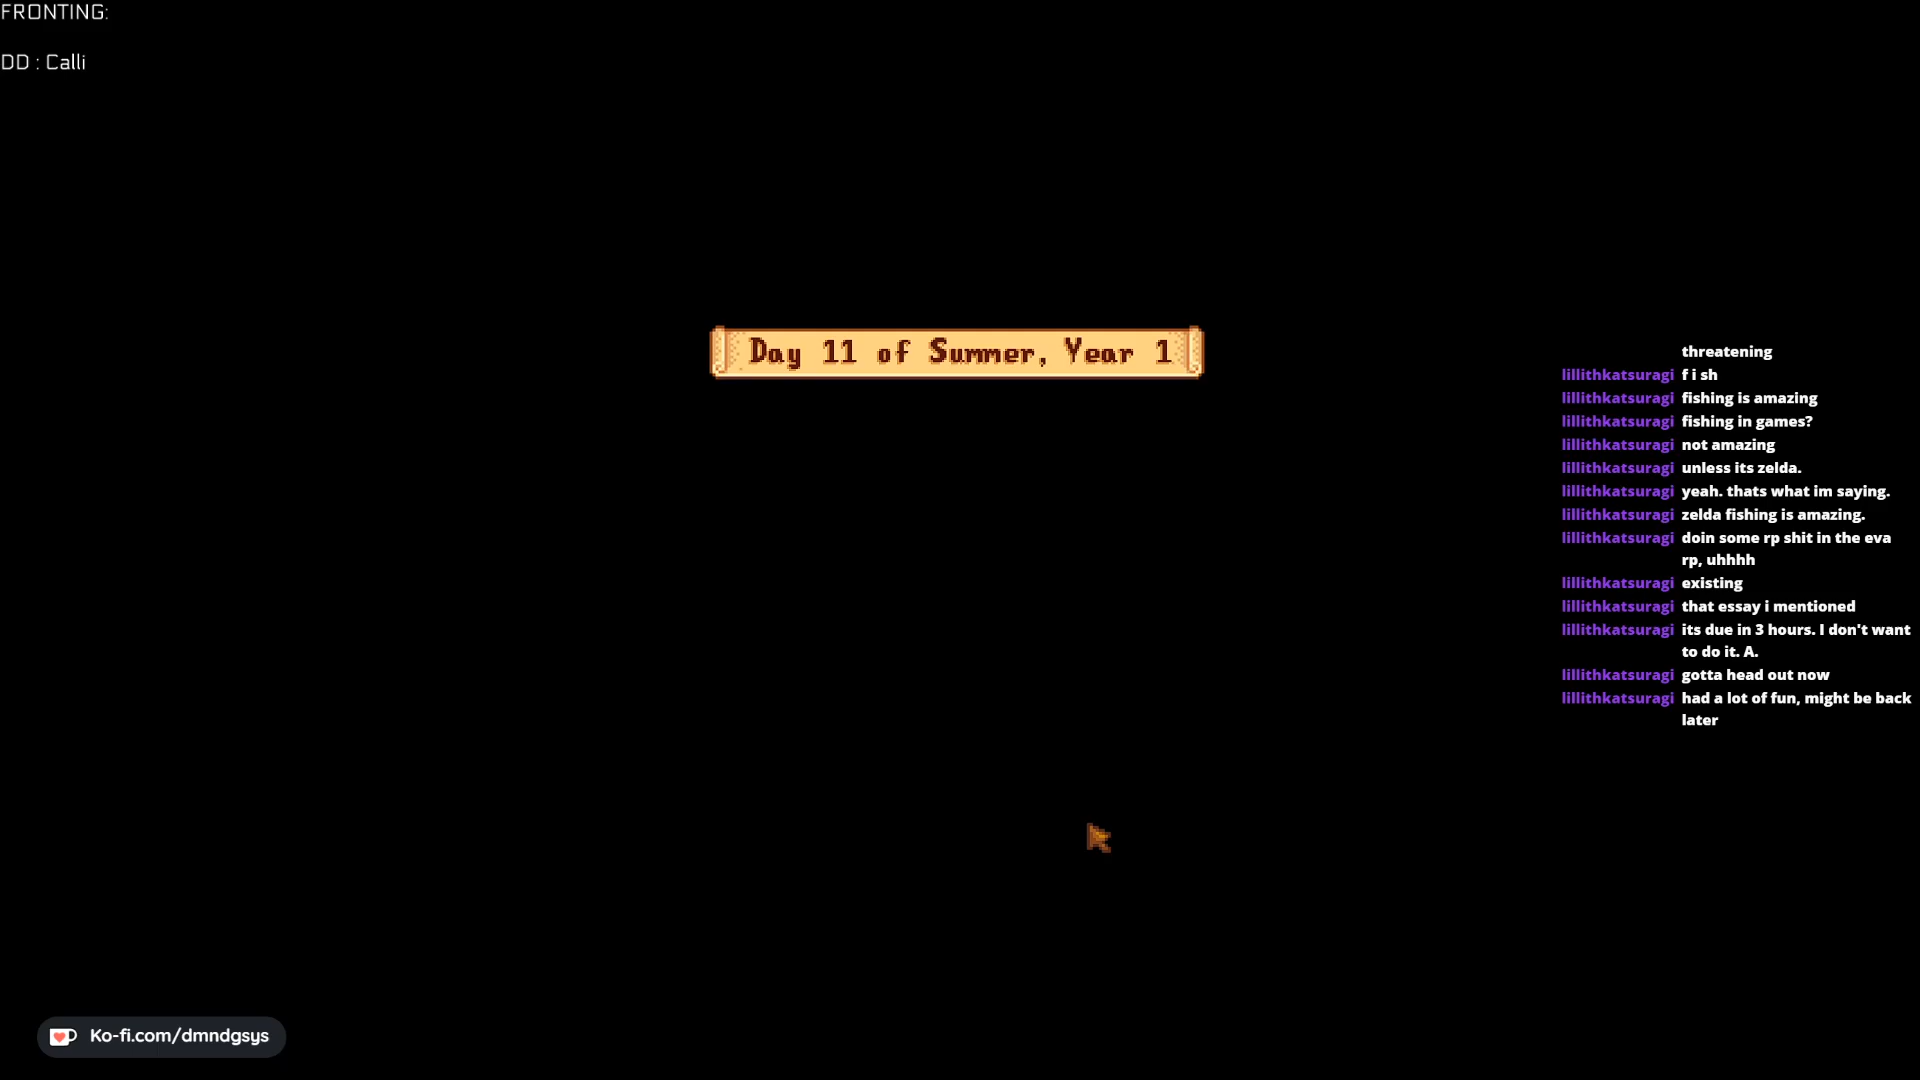 FRONTING:
DD : Calli
Day 11 of Summer, Year 1
threatening
lillithkatsuragi f i sh
lillithkatsuragi fishing is amazing
lillithkatsuragi fishing in games?
lillithkatsuragi not amazing
lillithkatsuragi unless its zelda.
lillithkatsuragi yeah. thats what im saying.
lillithkatsuragi zelda fishing is amazing.
lillithkatsuragi doin some rp shit in the eva
rp, uhhhh
lillithkatsuragi existing
lillithkatsuragi that essay i mentioned
lillithkatsuragi its due in 3 hours. I don't want
to do it. A.
lillithkatsuragi gotta head out now
lillithkatsuragi had a lot of fun, might be back
later
Ko-fi.com/dmndgsys